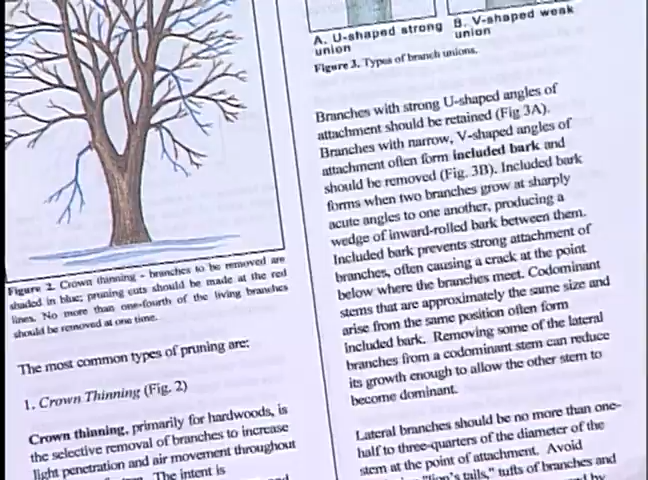 Figure 2. Crown thinning - branches to be removed are
shaded in blue; pruning cuts should be made at the red
lines. No more than one-fourth of the living branches
should be removed at one time.
The most common types of pruning are:
1. Crown Thinning (Fig. 2)
Crown thinning, primarily for hardwoods, is
the selective removal of branches to increase
light penetration and air movement throughout
The intent is
A. U-shaped strong
union
B. V-shaped weak
union
Figure 3. Types of branch unions.
Branches with strong U-shaped angles of
attachment should be retained (Fig 3A).
Branches with narrow, V-shaped angles of
attachment often form included bark and
should be removed (Fig. 3B). Included bark
forms when two branches grow at sharply
acute angles to one another, producing a
wedge of inward-rolled bark between them.
Included bark prevents strong attachment of
branches, often causing a crack at the point
below where the branches meet. Codominant
stems that are approximately the same size and
arise from the same position often form
included bark. Removing some of the lateral
branches from a codominant stem can reduce
its growth enough to allow the other stem to
become dominant.
Lateral branches should be no more than one-
half to three-quarters of the diameter of the
stem at the point of attachment. Avoid
"lion's tails," tufts of branches and